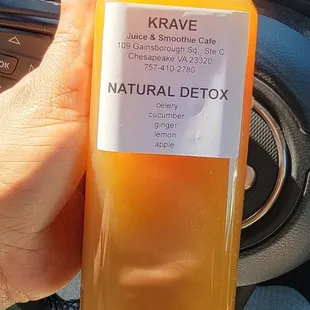 KRAVE
Juice & Smoothie Cafe
109 Gainsborough Sq., Ste C
Chesapeake VA 23320
757-410-2780
NATURAL DETOX
celery
cucumber
ginger
lemon
apple
OK